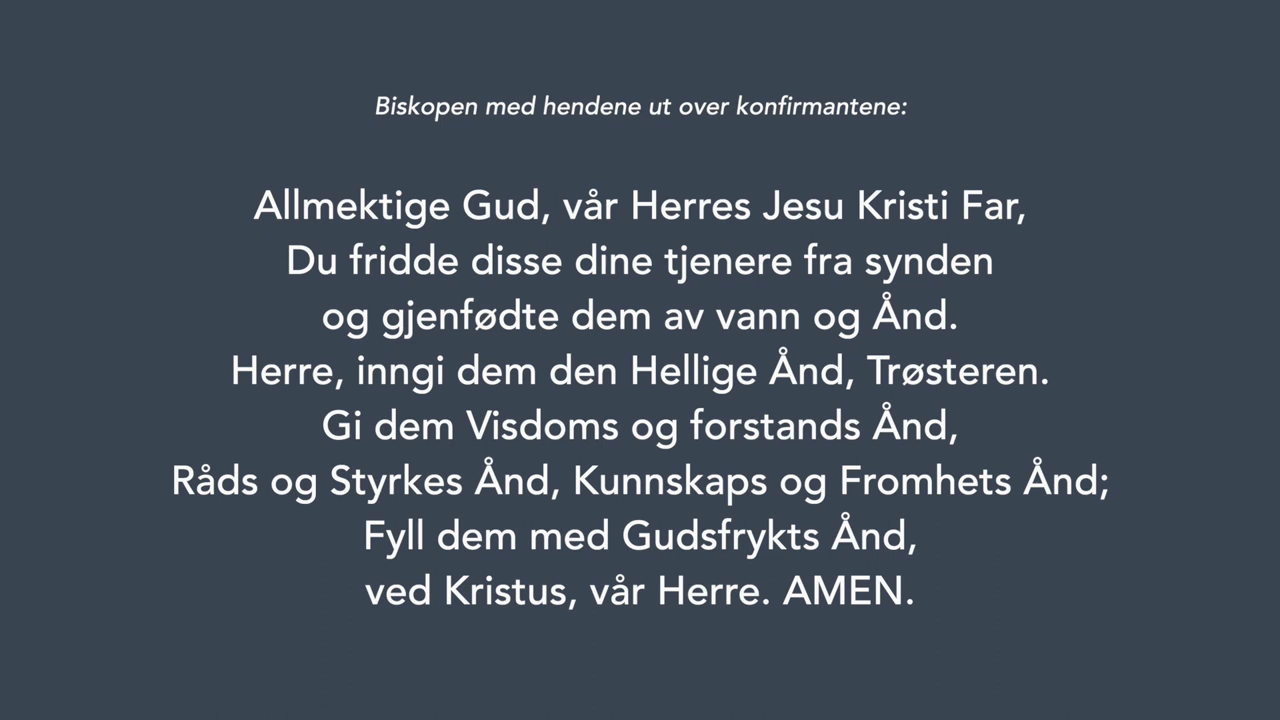 Biskopen med hendene ut over konfirmantene:
Allmektige Gud, vår Herres Jesu Kristi Far,
Du fridde disse dine tjenere fra synden
og gjenfødte dem av vann og Ånd.
Herre, inngi dem den Hellige Ånd, Trøsteren.
Gi dem Visdoms og forstands Ånd,
Råds og Styrkes Ånd, Kunnskaps og Fromhets Ånd;
Fyll dem med Gudsfrykts Ånd,
ved Kristus, vår Herre. AMEN.